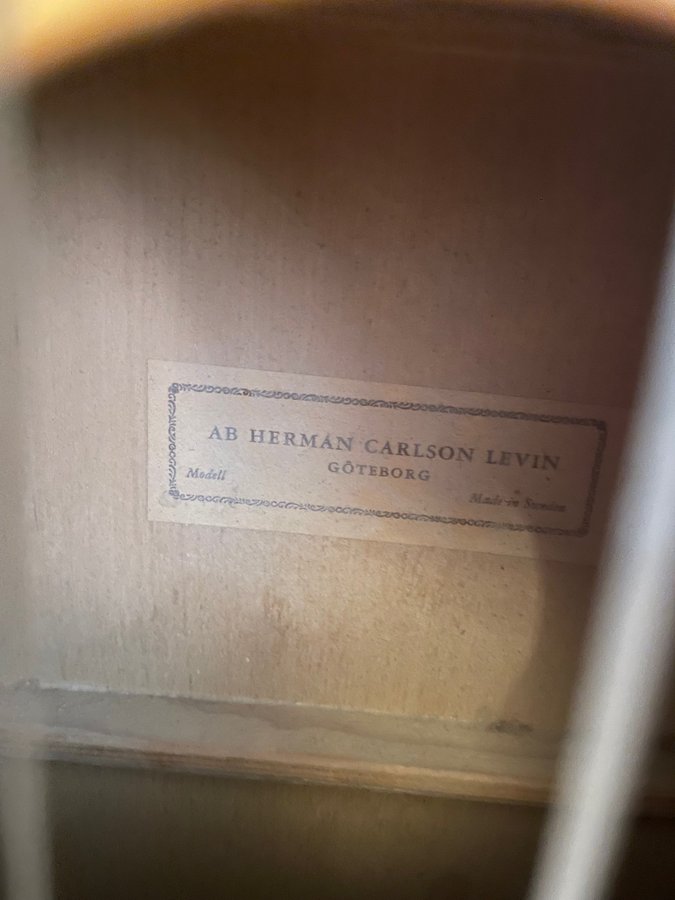 AB HERMAN CARLSON LEVIN
GÖTEBORG
Modell
Made in Sweden